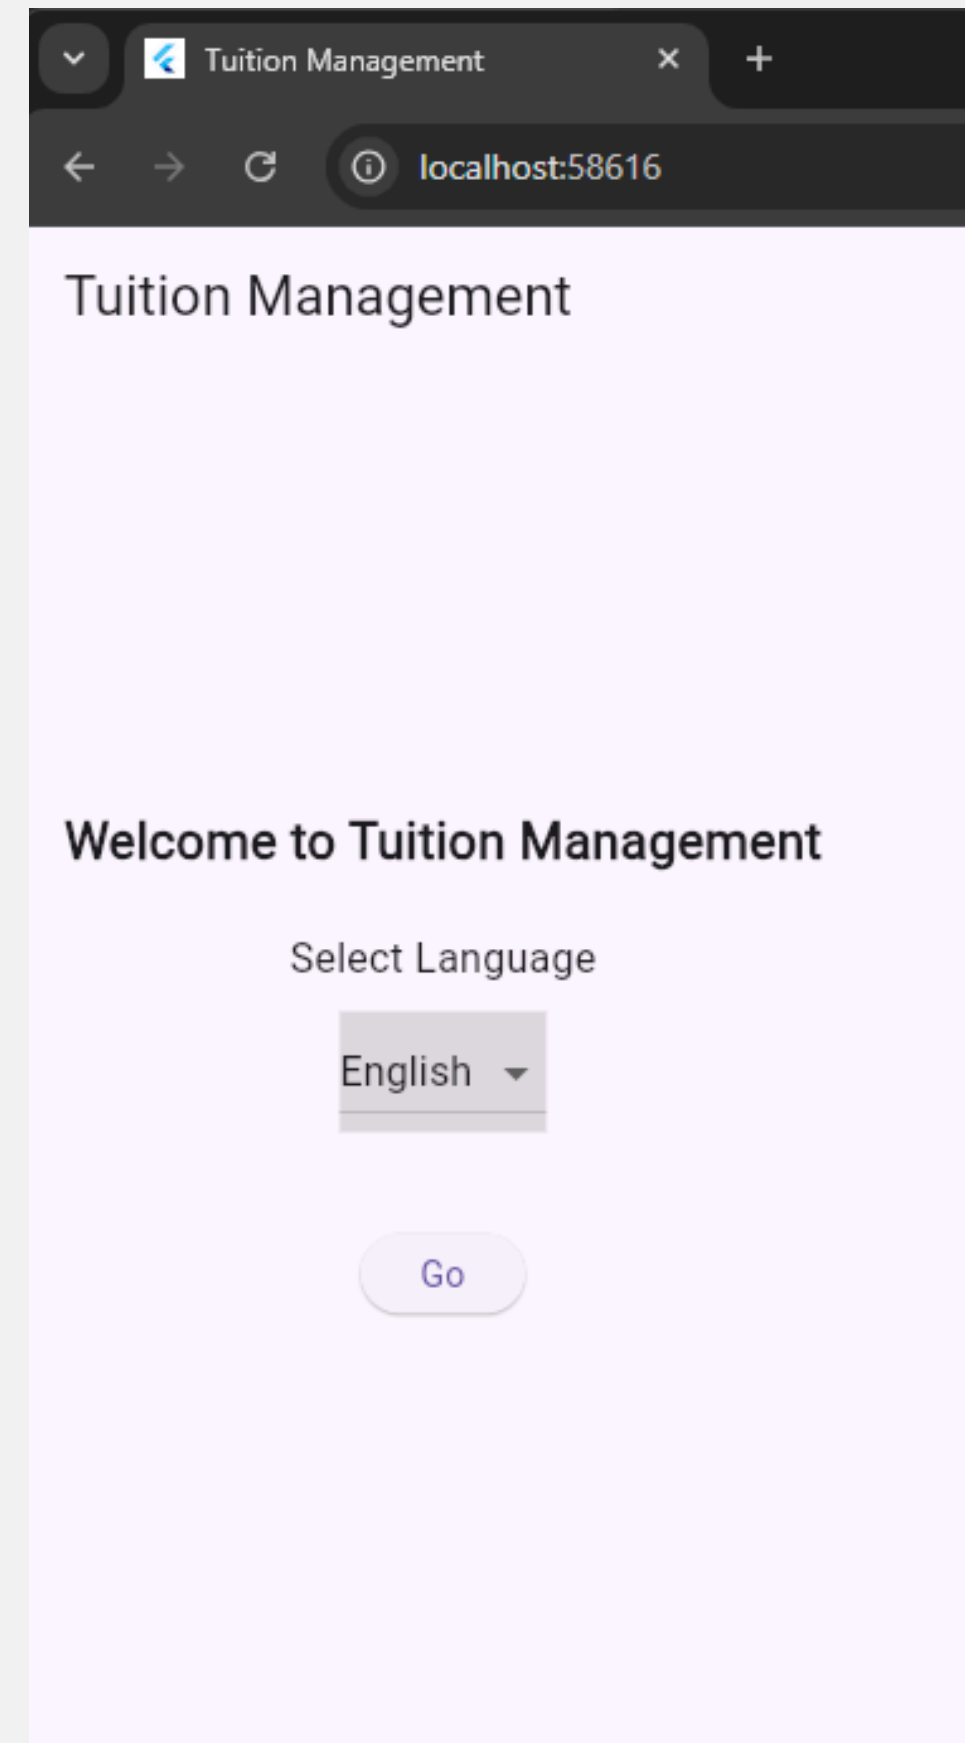 Tuition Management
localhost:58616
Tuition Management
Welcome to Tuition Management
Select Language
English
Go